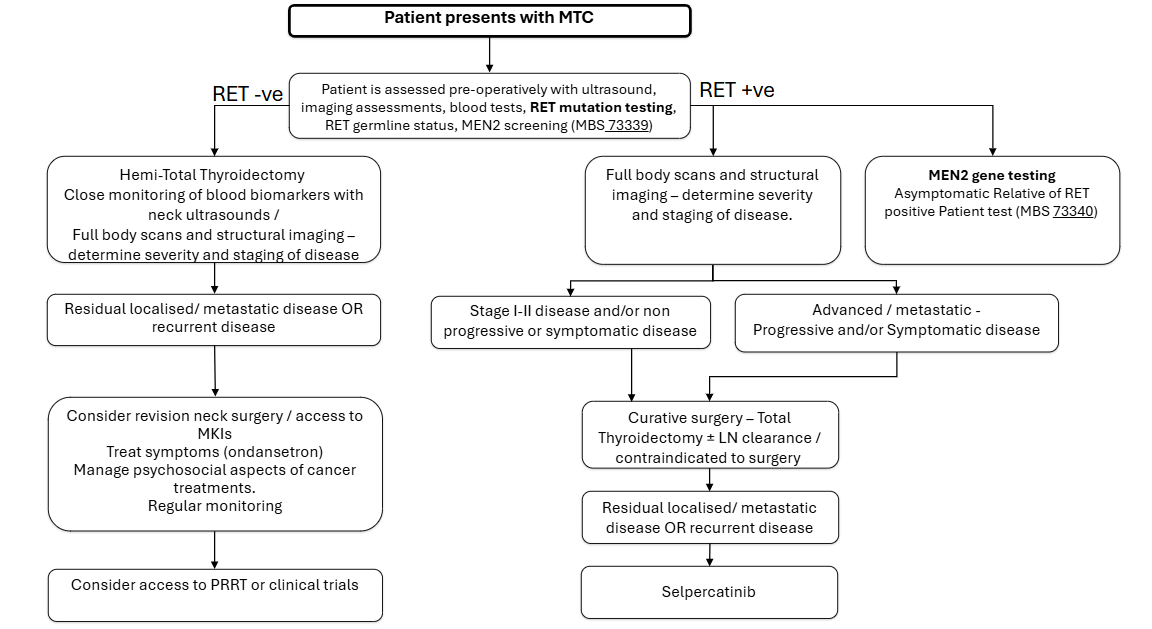 Patient presents with MTC
RET -ve
Patient is assessed pre-operatively with ultrasound,
imaging assessments, blood tests, RET mutation testing,
RET germline status, MEN2 screening (MBS 73339)
RET +ve
Hemi-Total Thyroidectomy
Close monitoring of blood biomarkers with
neck ultrasounds /
Full body scans and structural imaging –
determine severity and staging of disease
Full body scans and structural
imaging – determine severity
and staging of disease.
MEN2 gene testing
Asymptomatic Relative of RET
positive Patient test (MBS 73340)
Residual localised/ metastatic disease OR
recurrent disease
Stage I-II disease and/or non
progressive or symptomatic disease
Advanced / metastatic -
Progressive and/or Symptomatic disease
Consider revision neck surgery / access to
MKIs
Treat symptoms (ondansetron)
Manage psychosocial aspects of cancer
treatments.
Regular monitoring
Curative surgery – Total
Thyroidectomy ± LN clearance /
contraindicated to surgery
Residual localised/ metastatic
disease OR recurrent disease
Consider access to PRRT or clinical trials
Selpercatinib